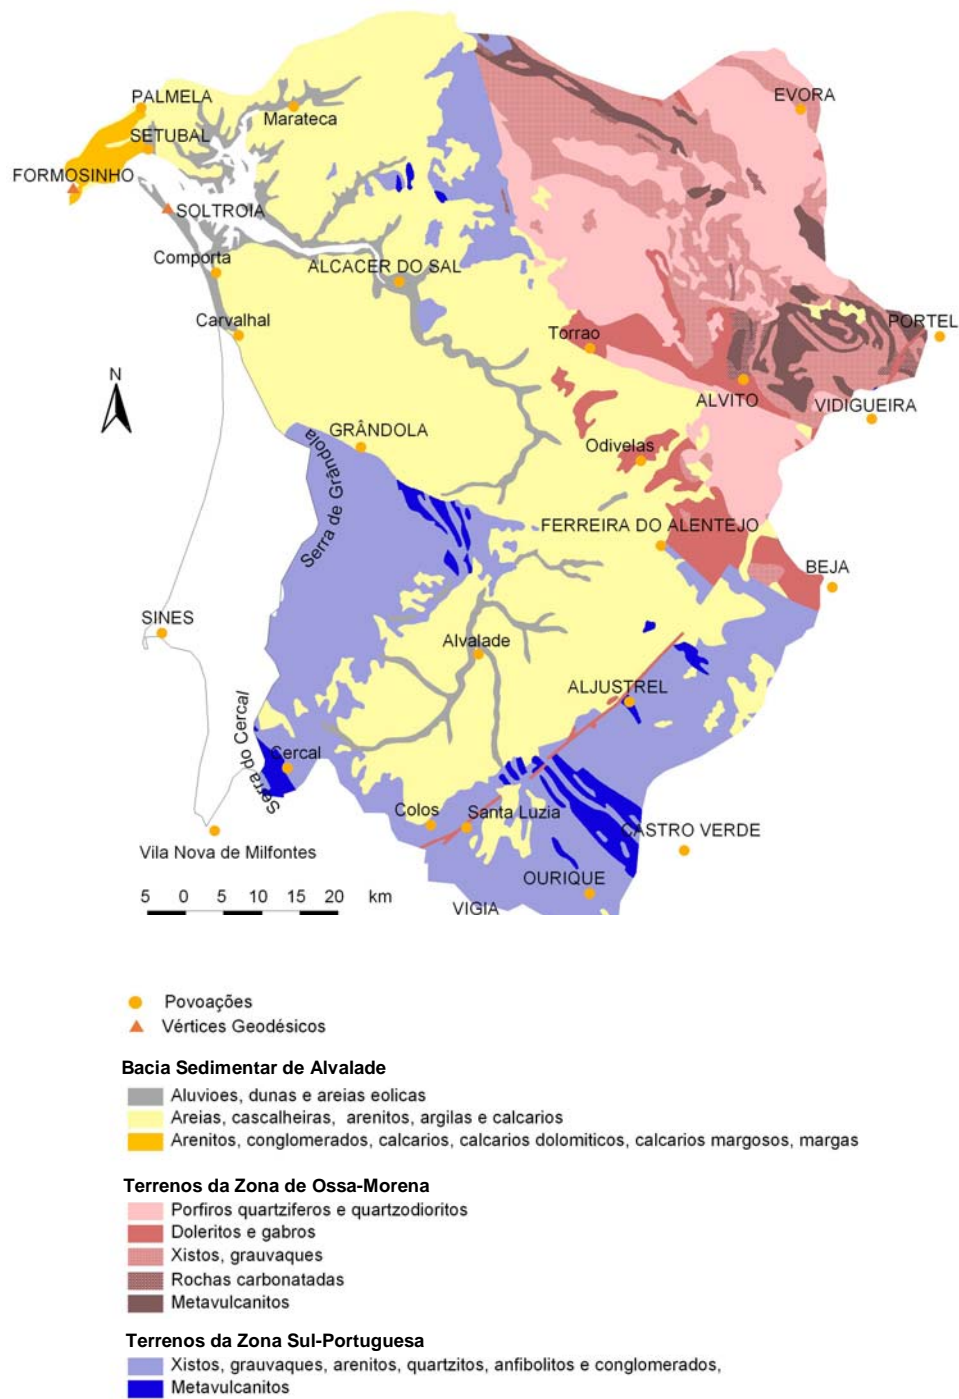 PALMELA
Marateca
EVORA
SETUBAL
FORMOSINHO
SOLTROIA
Comporta
ALCACER DO SAL
Carvalhal
Torrao
PORTEL
N
ALVITO
VIDIGUEIRA
GRÂNDOLA
Serra de Grândola
Odivelas
FERREIRA DO ALENTEJO
BEJA
SINES
Alvalade
ALJUSTREL
Serra do Cercal
Cercal
Colos
Santa Luzia
CASTRO VERDE
Vila Nova de Milfontes
OURIQUE
5 0 5 10 15 20 km
VIGIA
Povoações
Vértices Geodésicos
Bacia Sedimentar de Alvalade
Aluvioes, dunas e areias eolicas
Areias, cascalheiras, arenitos, argilas e calcarios
Arenitos, conglomerados, calcarios, calcarios dolomiticos, calcarios margosos, margas
Terrenos da Zona de Ossa-Morena
Porfiros quartziferos e quartzodioritos
Doleritos e gabros
Xistos, grauvaques
Rochas carbonatadas
Metavulcanitos
Terrenos da Zona Sul-Portuguesa
Xistos, grauvaques, arenitos, quartzitos, anfibolitos e conglomerados,
Metavulcanitos